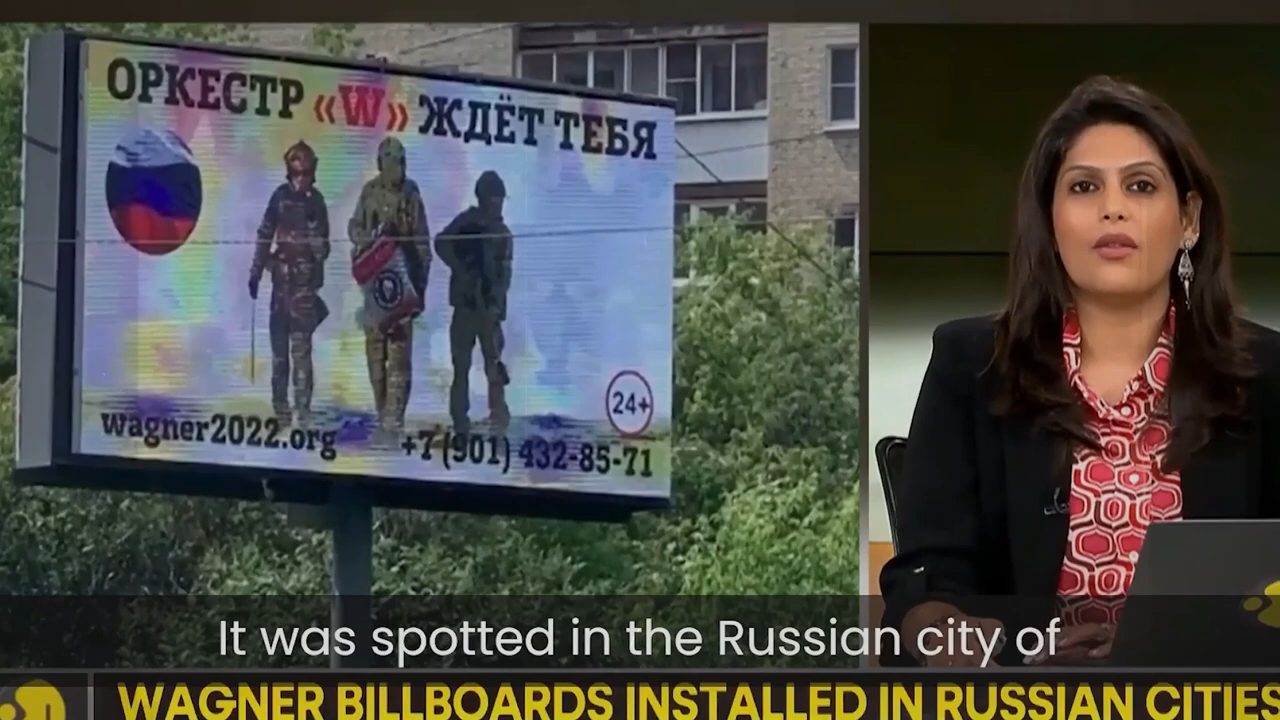 ОРКЕСТР «W» ЖДЁТ ТЕБЯ
24+
wagner2022.org +7 (901) 432-85-71
It was spotted in the Russian city of
WAGNER BILLBOARDS INSTALLED IN RUSSIAN CITIES